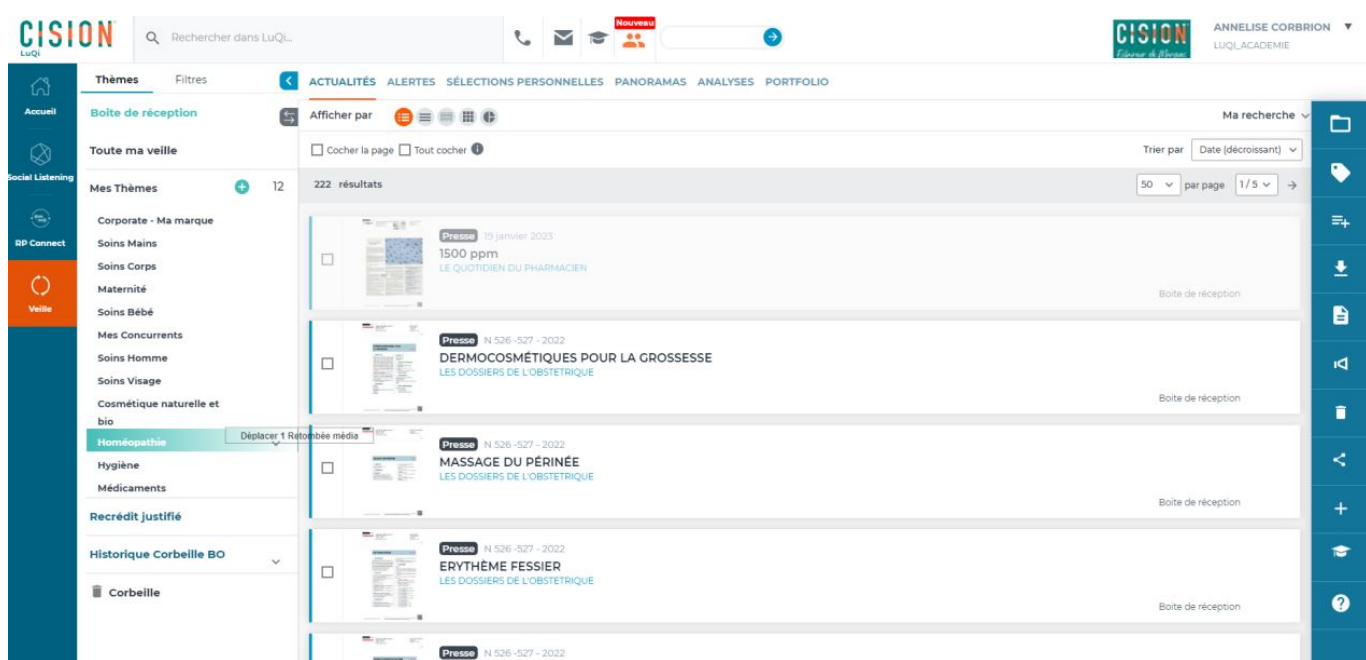 CISION
LuQi
Rechercher dans LuQi...
Nouveau
CISION
ANNELISE CORBRION
LUQI_ACADEMIE
Accueil
Social Listening
RP Connect
Veille
Thèmes
Filtres
Boite de réception
Toute ma veille
Mes Thèmes
12
Corporate - Ma marque
Soins Mains
Soins Corps
Maternité
Soins Bébé
Mes Concurrents
Soins Homme
Soins Visage
Cosmétique naturelle et
bio
Homéopathie
Déplacer 1 Retombée média
Hygiène
Médicaments
Recrédit justifié
Historique Corbeille BO
Corbeille
ACTUALITÉS ALERTES SÉLECTIONS PERSONNELLES PANORAMAS ANALYSES PORTFOLIO
Afficher par
Ma recherche
Cocher la page Tout cocher
Trier par Date (décroissant)
222 résultats
50 par page 1/5
Presse 19 janvier 2023
1500 ppm
LE QUOTIDIEN DU PHARMACIEN
Boite de réception
Presse N 526 -527 - 2022
DERMOCOSMÉTIQUES POUR LA GROSSESSE
LES DOSSIERS DE L'OBSTETRIQUE
Boite de réception
Presse N 526 -527 - 2022
MASSAGE DU PÉRINÉE
LES DOSSIERS DE L'OBSTETRIQUE
Boite de réception
Presse N 526 -527 - 2022
ERYTHÈME FESSIER
LES DOSSIERS DE L'OBSTETRIQUE
Boite de réception
Presse N 526 -527 - 2022